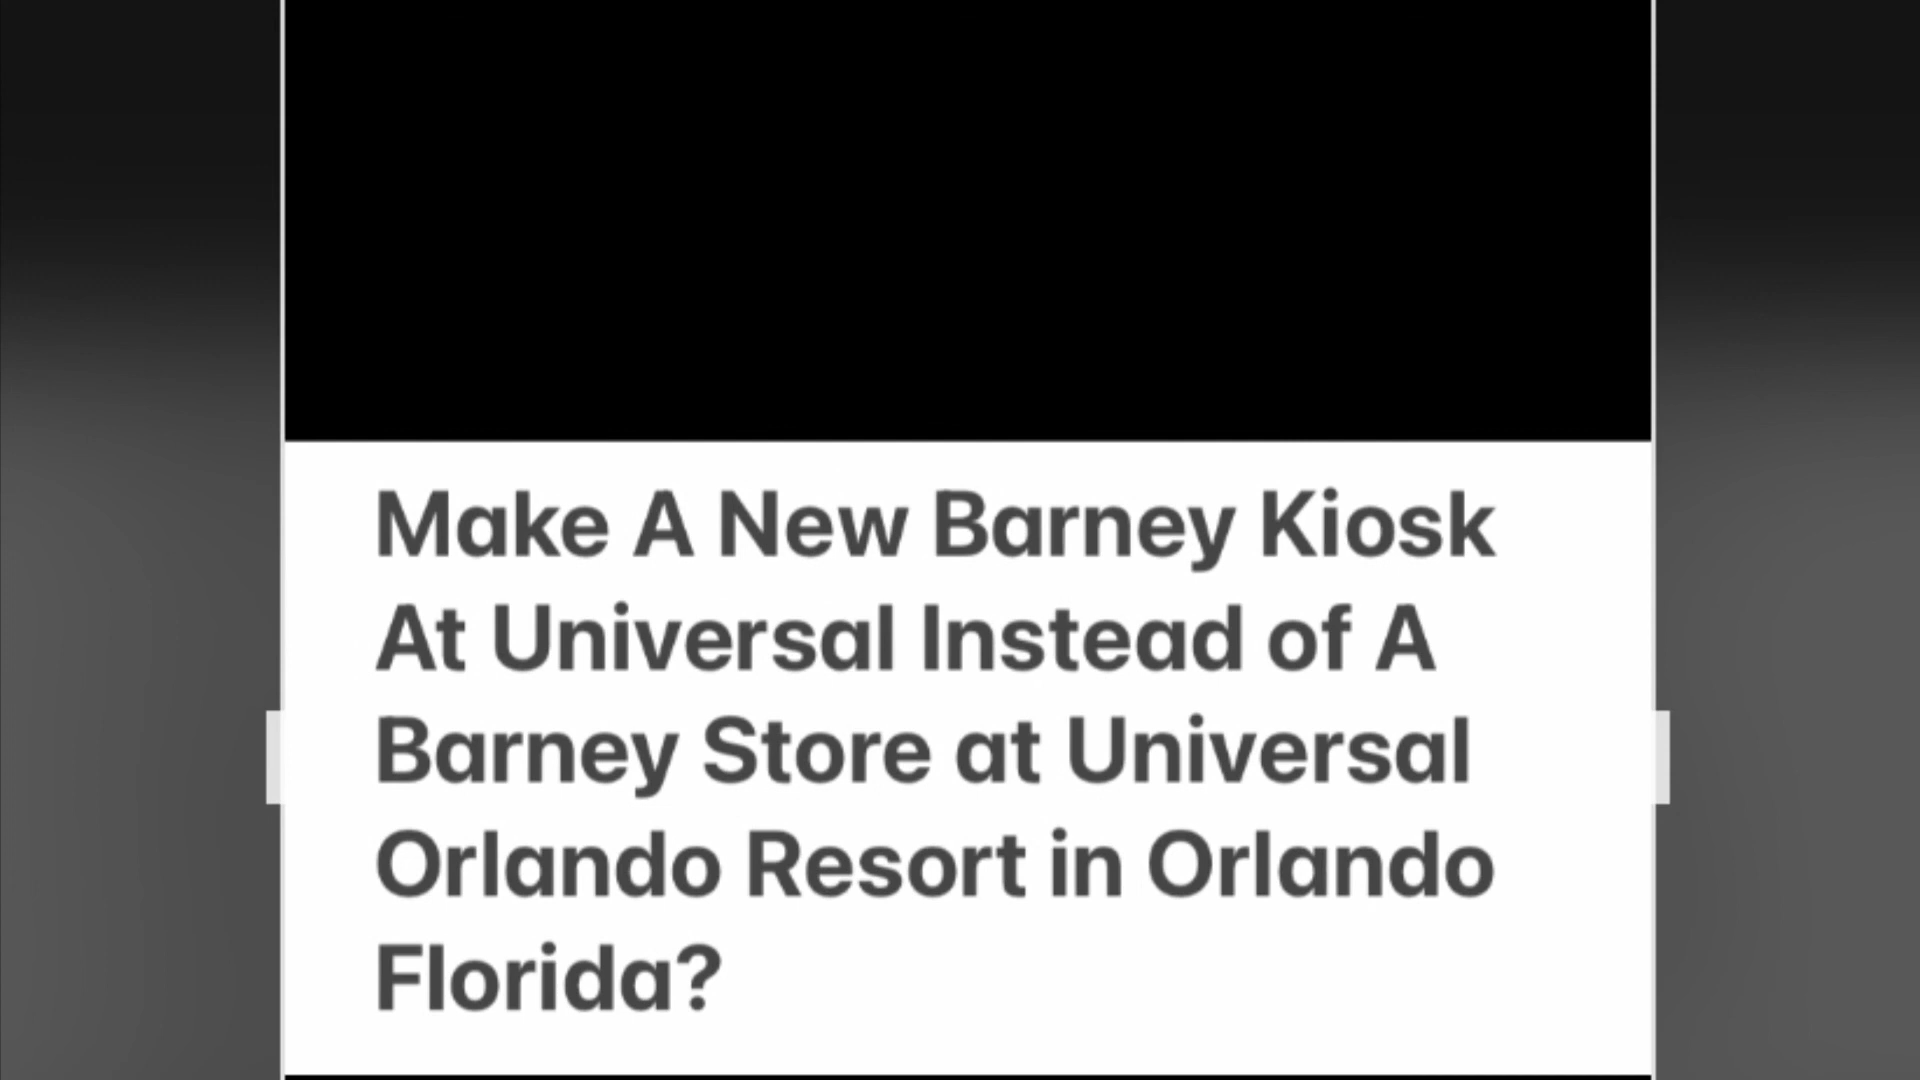 Make A New Barney Kiosk
At Universal Instead of A
Barney Store at Universal
Orlando Resort in Orlando
Florida?